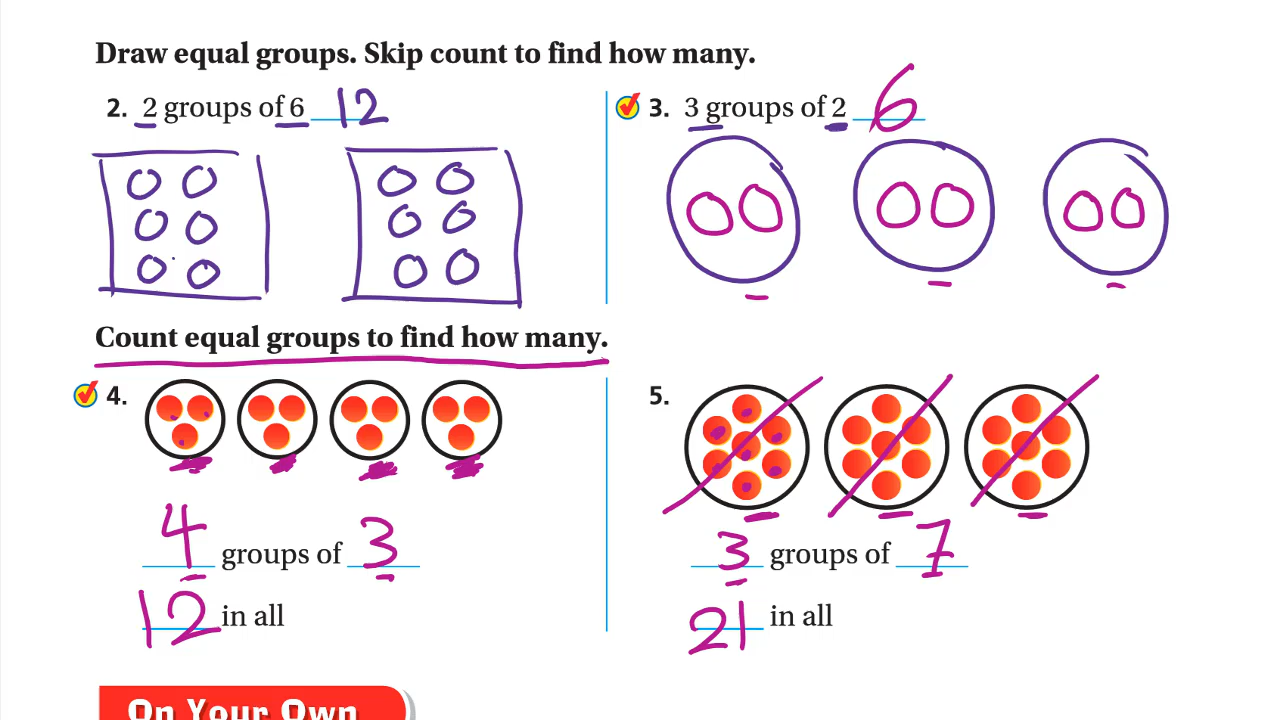 Draw equal groups. Skip count to find how many.
2. 2 groups of 6 12
3. 3 groups of 2 6
Count equal groups to find how many.
4.
4 groups of 3
12 in all
5.
3 groups of 7
21 in all
On Your Own